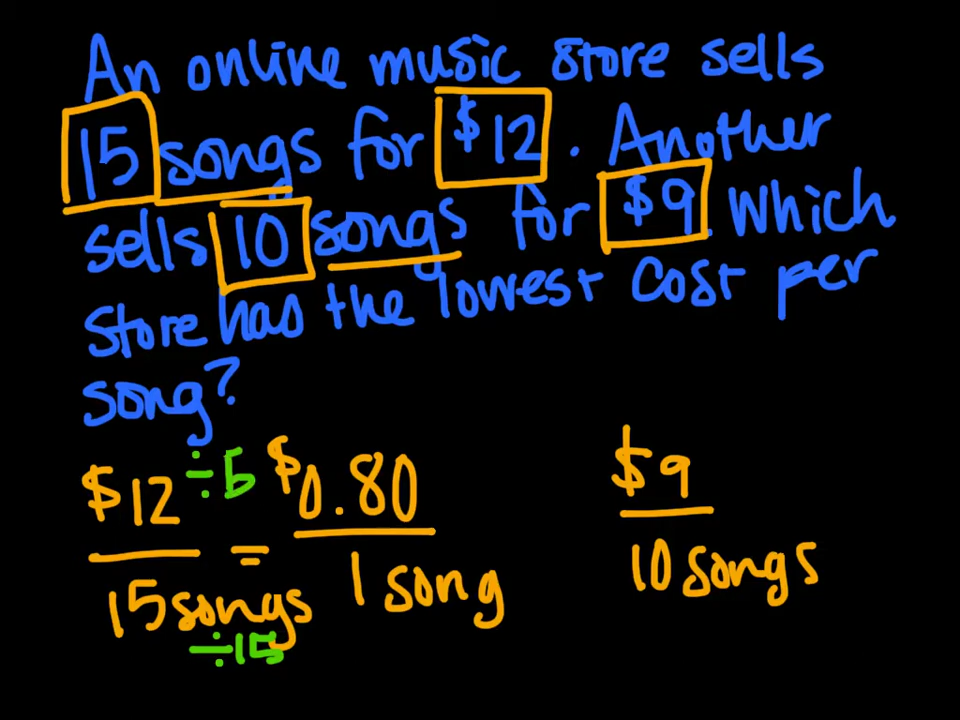 An online music store sells
15 songs for $12. Another
sells 10 songs for $9. Which
store has the lowest cost per
song?
$12 ÷5 = $0.80
15 songs ÷15 1 song
$9
10 songs